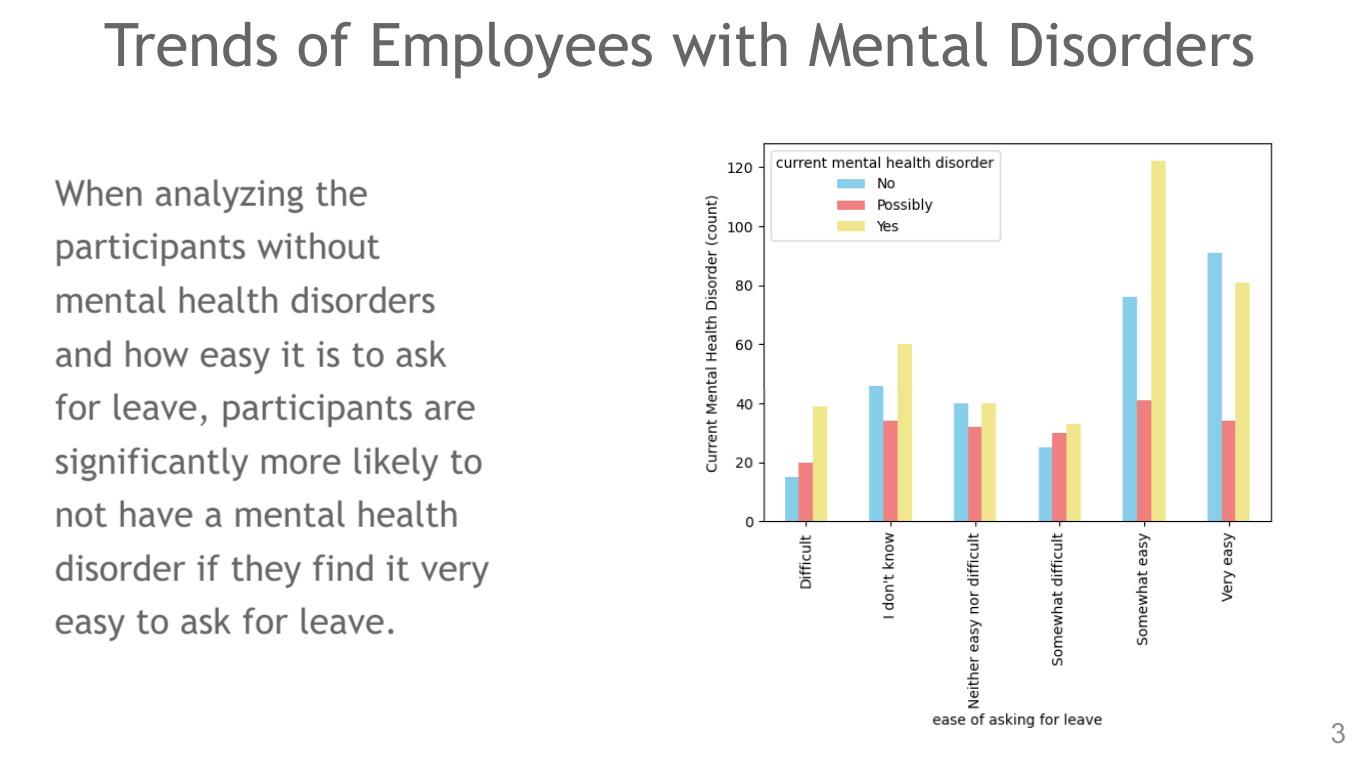 Trends of Employees with Mental Disorders
When analyzing the
participants without
mental health disorders
and how easy it is to ask
for leave, participants are
significantly more likely to
not have a mental health
disorder if they find it very
easy to ask for leave.
current mental health disorder
No
Possibly
Yes
Current Mental Health Disorder (count)
120
100
80
60
40
20
0
Difficult
I don't know
Neither easy nor difficult
Somewhat difficult
Somewhat easy
Very easy
ease of asking for leave
3